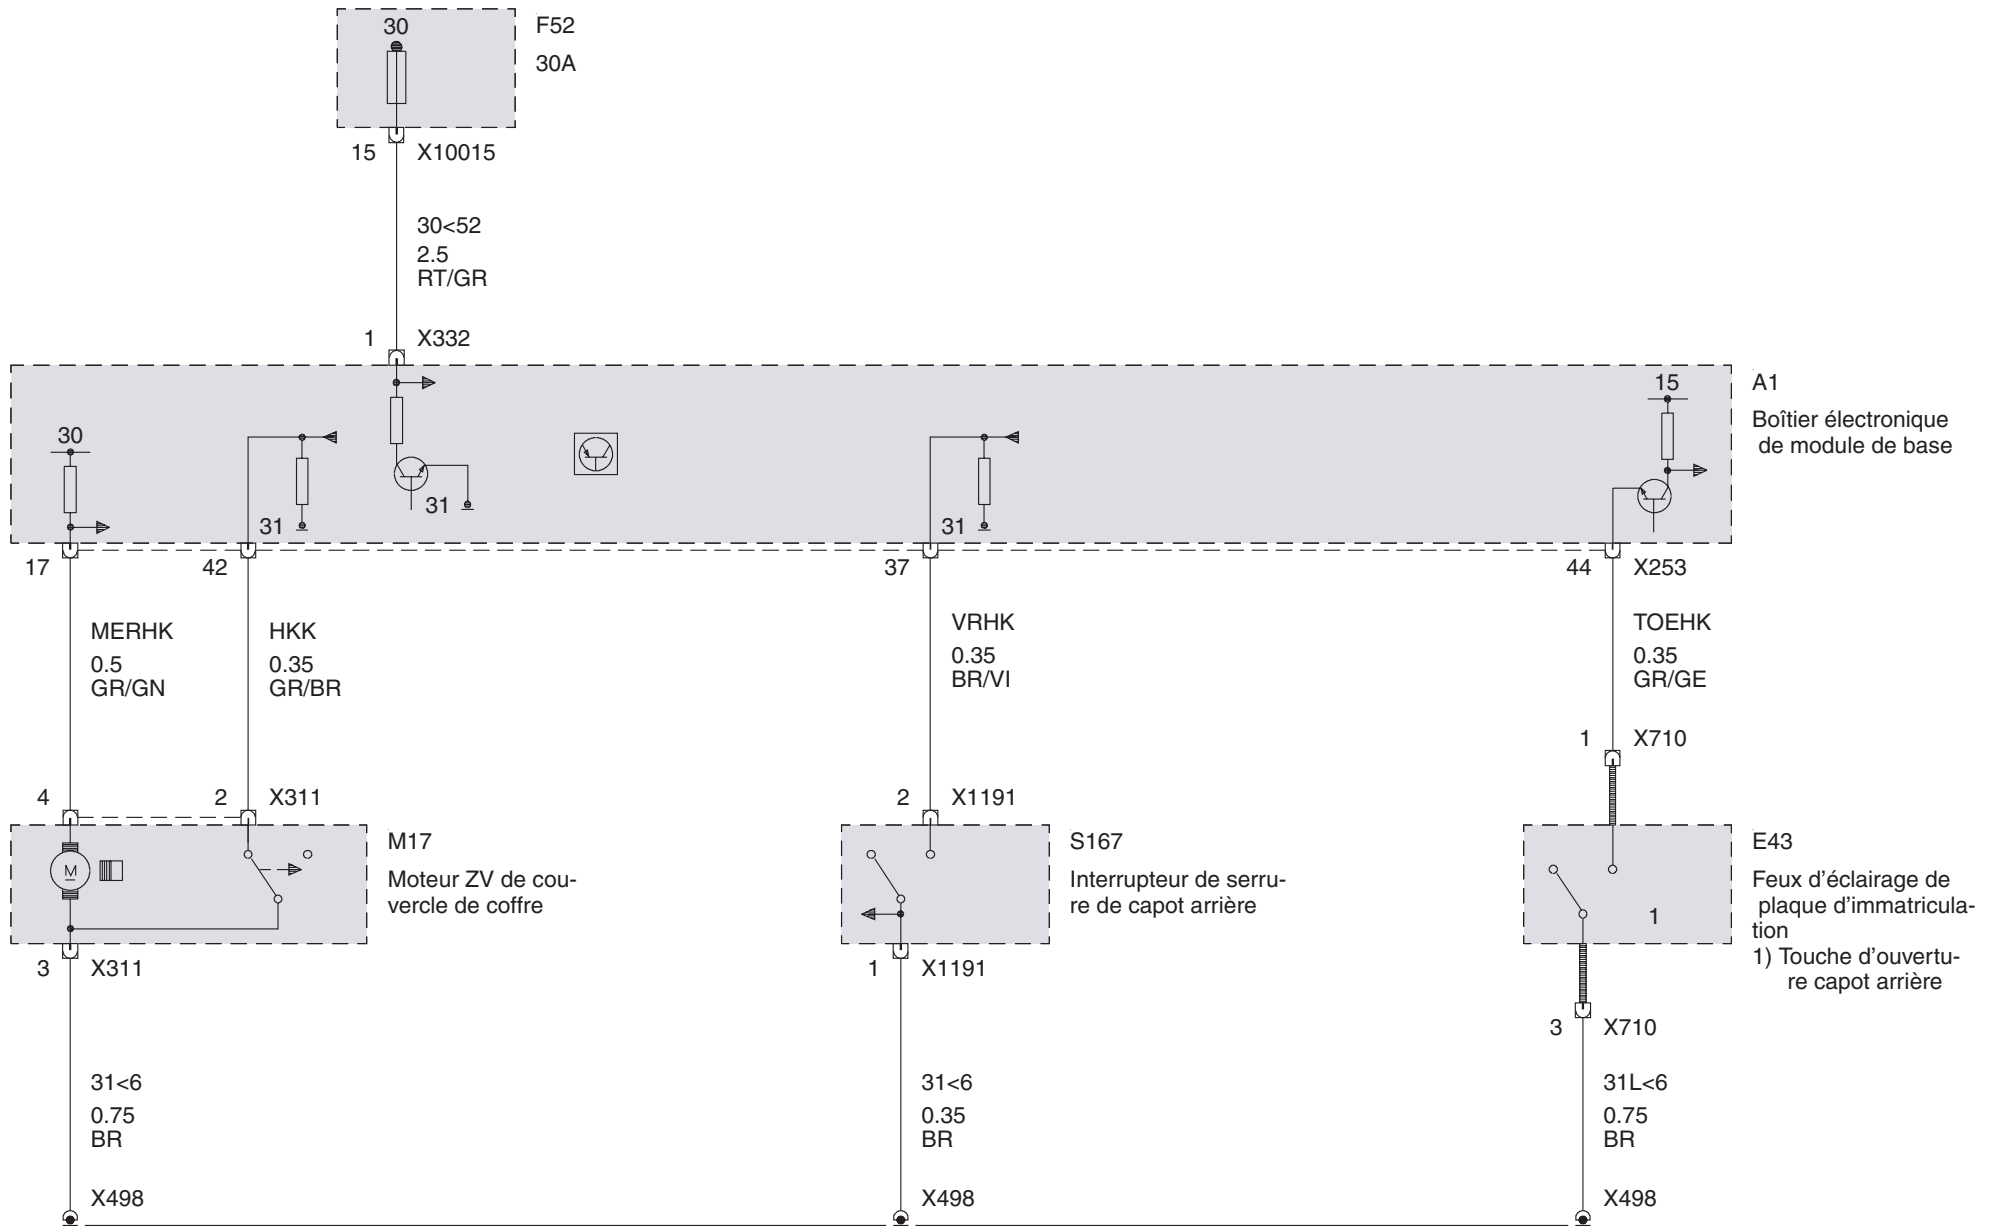 30
F52
30A
15 X10015
30<52
2.5
RT/GR
1 X332
15
A1
Boîtier électronique
de module de base
30
31
31
31
17
42
37
44 X253
MERHK
0.5
GR/GN
HKK
0.35
GR/BR
VRHK
0.35
BR/VI
TOEHK
0.35
GR/GE
1 X710
4
2 X311
2 X1191
M
M17
Moteur ZV de cou-
vercle de coffre
S167
Interrupteur de serru-
re de capot arrière
1
E43
Feux d'éclairage de
plaque d'immatricula-
tion
1) Touche d'ouvertu-
re capot arrière
3 X311
1 X1191
3 X710
31<6
0.75
BR
31<6
0.35
BR
31L<6
0.75
BR
X498
X498
X498